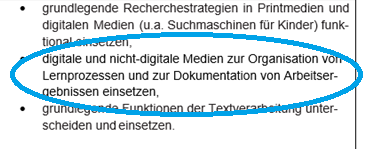 • grundlegende Recherchestrategien in Printmedien und
digitalen Medien (u.a. Suchmaschinen für Kinder) funk-
tional einsetzen,
• digitale und nicht-digitale Medien zur Organisation von
Lernprozessen und zur Dokumentation von Arbeitser-
gebnissen einsetzen,
• grundlegende Funktionen der Textverarbeitung unter-
scheiden und einsetzen.